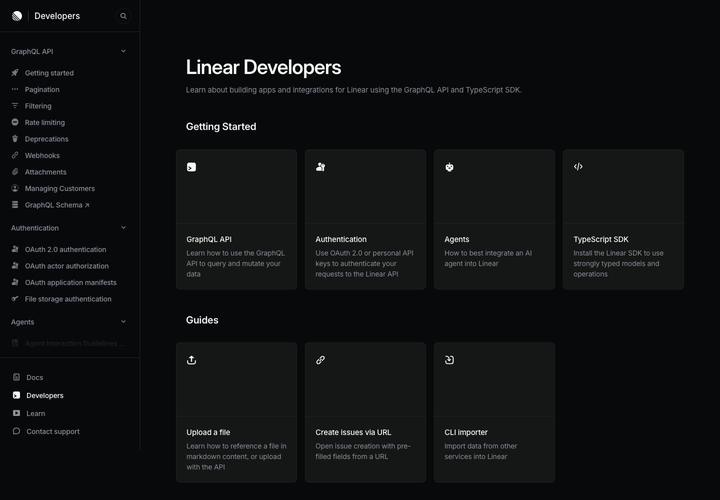 Developers
GraphQL API
Getting started
Pagination
Filtering
Rate limiting
Deprecations
Webhooks
Attachments
Managing Customers
GraphQL Schema ↗
Authentication
OAuth 2.0 authentication
OAuth actor authorization
OAuth application manifests
File storage authentication
Agents
Agent Interaction Guidelines ...
Docs
Developers
Learn
Contact support
Linear Developers
Learn about building apps and integrations for Linear using the GraphQL API and TypeScript SDK.
Getting Started
GraphQL API
Learn how to use the GraphQL
API to query and mutate your
data
Authentication
Use OAuth 2.0 or personal API
keys to authenticate your
requests to the Linear API
Agents
How to best integrate an AI
agent into Linear
TypeScript SDK
Install the Linear SDK to use
strongly typed models and
operations
Guides
Upload a file
Learn how to reference a file in
markdown content, or upload
with the API
Create issues via URL
Open issue creation with pre-
filled fields from a URL
CLI importer
Import data from other
services into Linear